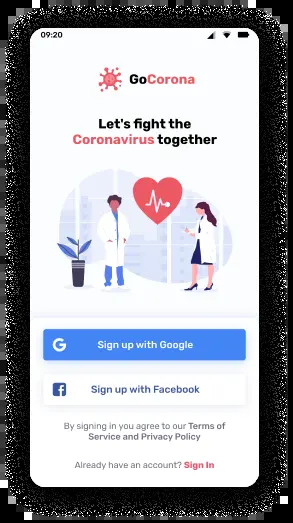 09:20
GoCorona
Let's fight the
Coronavirus together
Sign up with Google
Sign up with Facebook
By signing in you agree to our Terms of
Service and Privacy Policy
Already have an account? Sign In